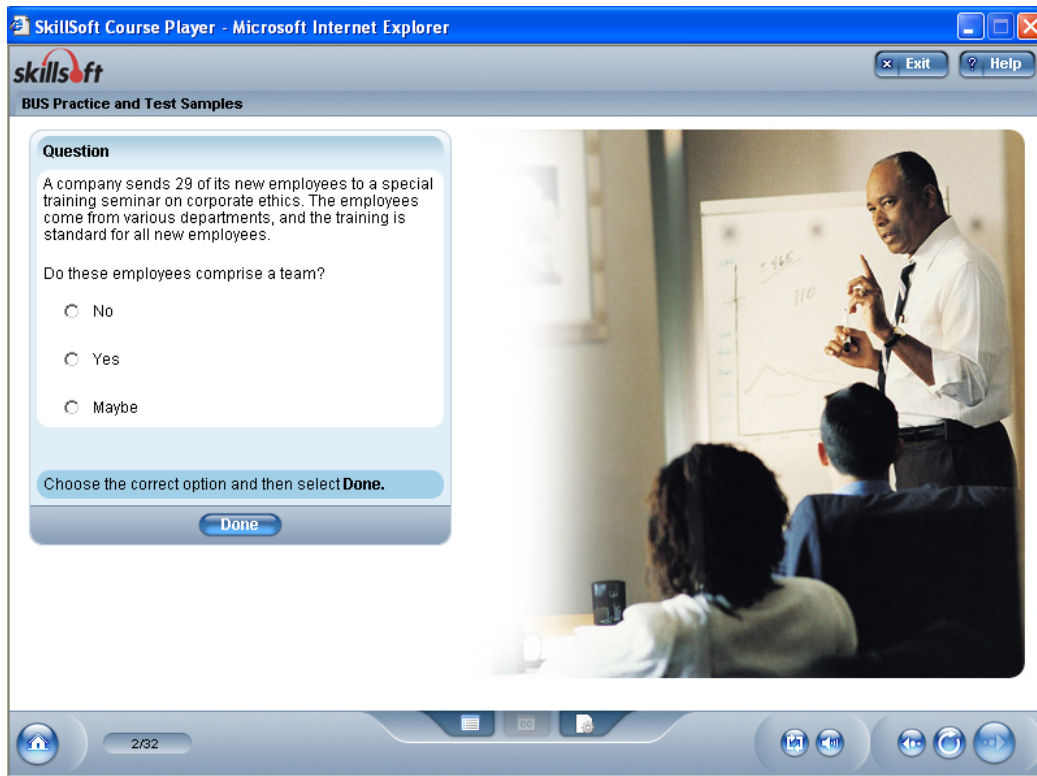 SkillSoft Course Player - Microsoft Internet Explorer
skillsoft
Exit
Help
BUS Practice and Test Samples
Question
A company sends 29 of its new employees to a special
training seminar on corporate ethics. The employees
come from various departments, and the training is
standard for all new employees.
Do these employees comprise a team?
No
Yes
Maybe
Choose the correct option and then select Done.
Done
110
cc
2/32